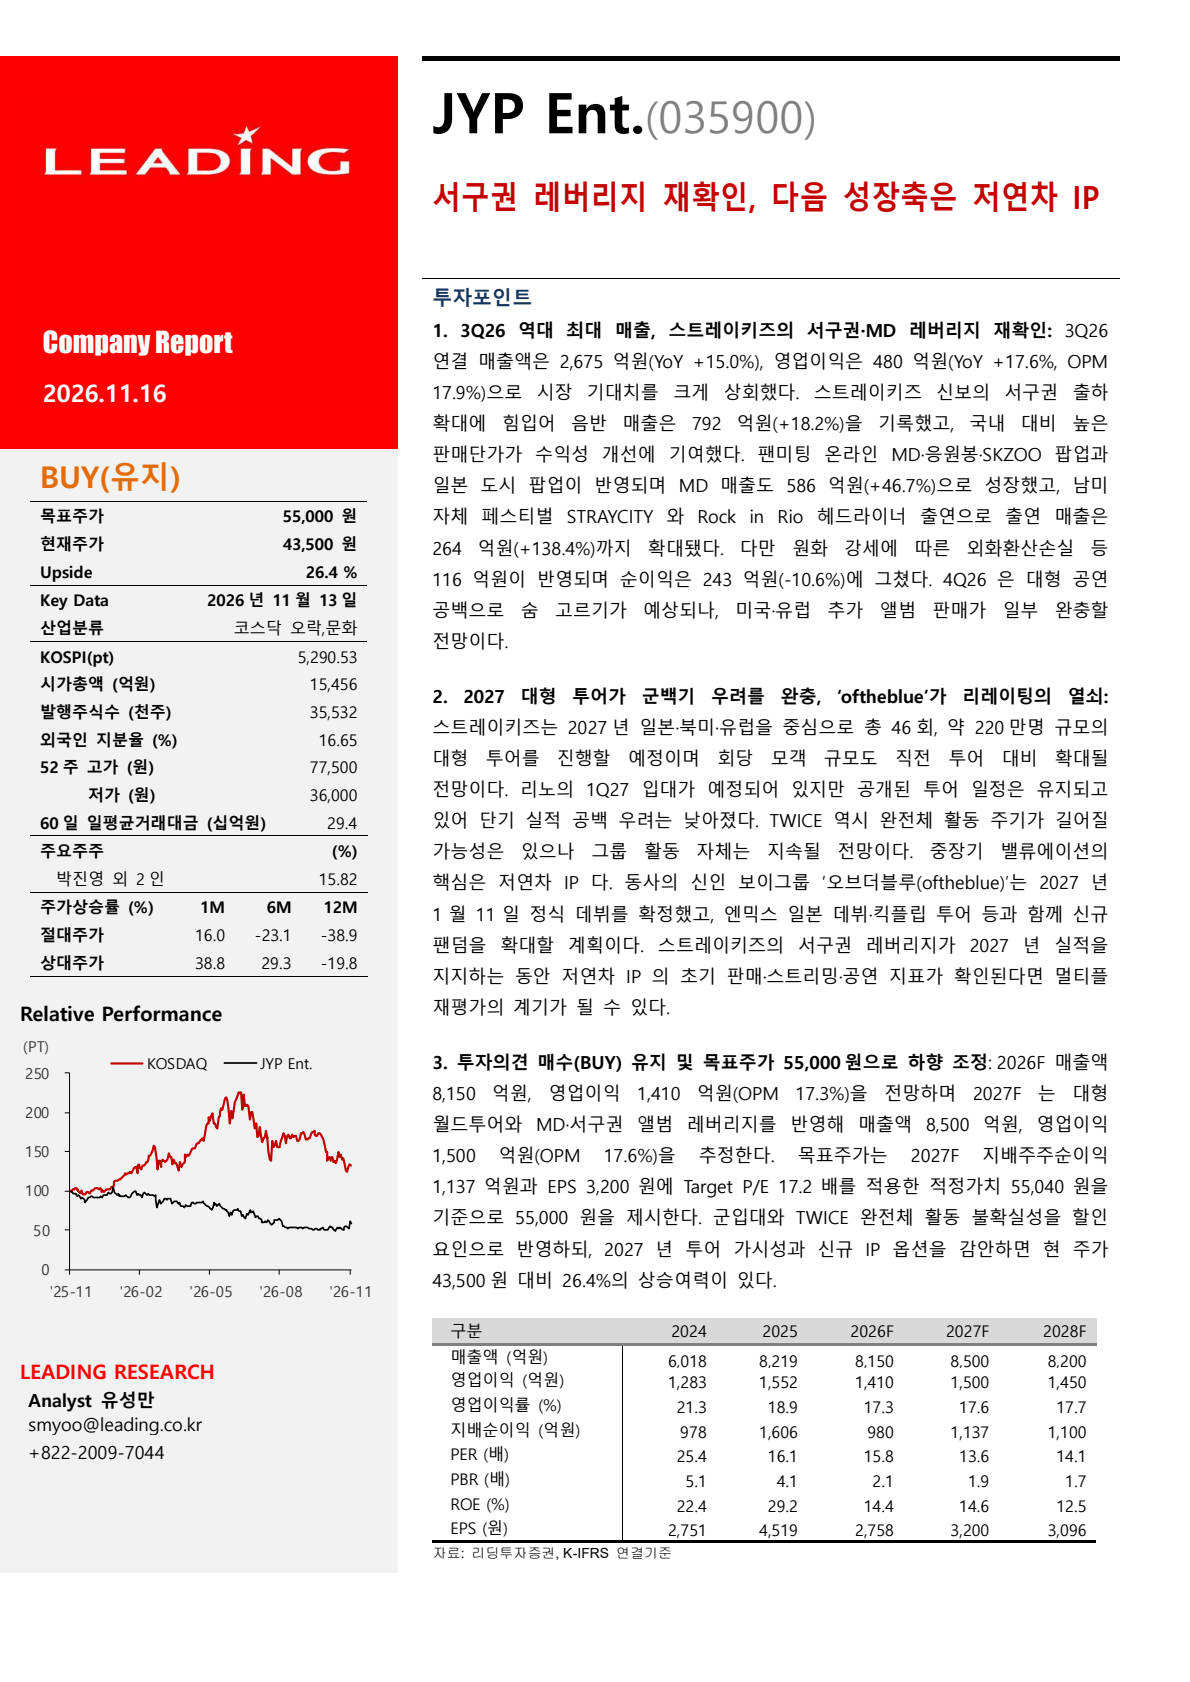 LEADING
Company Report
2026.11.16
BUY(유지)
목표주가 55,000 원
현재주가 43,500 원
Upside 26.4 %
Key Data 2026 년 11 월 13 일
산업분류 코스닥 오락,문화
KOSPI(pt) 5,290.53
시가총액 (억원) 15,456
발행주식수 (천주) 35,532
외국인 지분율 (%) 16.65
52 주 고가 (원) 77,500
저가 (원) 36,000
60 일 일평균거래대금 (십억원) 29.4
주요주주 (%)
박진영 외 2 인 15.82
주가상승률 (%) 1M 6M 12M
절대주가 16.0 -23.1 -38.9
상대주가 38.8 29.3 -19.8
Relative Performance
(PT)
KOSDAQ JYP Ent.
250
200
150
100
50
0
'25-11 '26-02 '26-05 '26-08 '26-11
LEADING RESEARCH
Analyst 유성만
smyoo@leading.co.kr
+822-2009-7044
JYP Ent.(035900)
서구권 레버리지 재확인, 다음 성장축은 저연차 IP
투자포인트
1. 3Q26 역대 최대 매출, 스트레이키즈의 서구권·MD 레버리지 재확인: 3Q26
연결 매출액은 2,675 억원(YoY +15.0%), 영업이익은 480 억원(YoY +17.6%, OPM
17.9%)으로 시장 기대치를 크게 상회했다. 스트레이키즈 신보의 서구권 출하
확대에 힘입어 음반 매출은 792 억원(+18.2%)을 기록했고, 국내 대비 높은
판매단가가 수익성 개선에 기여했다. 팬미팅 온라인 MD·응원봉·SKZOO 팝업과
일본 도시 팝업이 반영되며 MD 매출도 586 억원(+46.7%)으로 성장했고, 남미
자체 페스티벌 STRAYCITY 와 Rock in Rio 헤드라이너 출연으로 출연 매출은
264 억원(+138.4%)까지 확대됐다. 다만 원화 강세에 따른 외화환산손실 등
116 억원이 반영되며 순이익은 243 억원(-10.6%)에 그쳤다. 4Q26 은 대형 공연
공백으로 숨 고르기가 예상되나, 미국·유럽 추가 앨범 판매가 일부 완충할
전망이다.
2. 2027 대형 투어가 군백기 우려를 완충, ‘oftheblue’가 리레이팅의 열쇠:
스트레이키즈는 2027 년 일본·북미·유럽을 중심으로 총 46 회, 약 220 만명 규모의
대형 투어를 진행할 예정이며 회당 모객 규모도 직전 투어 대비 확대될
전망이다. 리노의 1Q27 입대가 예정되어 있지만 공개된 투어 일정은 유지되고
있어 단기 실적 공백 우려는 낮아졌다. TWICE 역시 완전체 활동 주기가 길어질
가능성은 있으나 그룹 활동 자체는 지속될 전망이다. 중장기 밸류에이션의
핵심은 저연차 IP 다. 동사의 신인 보이그룹 ‘오브더블루(oftheblue)’는 2027 년
1 월 11 일 정식 데뷔를 확정했고, 엔믹스 일본 데뷔·킥플립 투어 등과 함께 신규
팬덤을 확대할 계획이다. 스트레이키즈의 서구권 레버리지가 2027 년 실적을
지지하는 동안 저연차 IP 의 초기 판매·스트리밍·공연 지표가 확인된다면 멀티플
재평가의 계기가 될 수 있다.
3. 투자의견 매수(BUY) 유지 및 목표주가 55,000 원으로 하향 조정: 2026F 매출액
8,150 억원, 영업이익 1,410 억원(OPM 17.3%)을 전망하며 2027F 는 대형
월드투어와 MD·서구권 앨범 레버리지를 반영해 매출액 8,500 억원, 영업이익
1,500 억원(OPM 17.6%)을 추정한다. 목표주가는 2027F 지배주주순이익
1,137 억원과 EPS 3,200 원에 Target P/E 17.2 배를 적용한 적정가치 55,040 원을
기준으로 55,000 원을 제시한다. 군입대와 TWICE 완전체 활동 불확실성을 할인
요인으로 반영하되, 2027 년 투어 가시성과 신규 IP 옵션을 감안하면 현 주가
43,500 원 대비 26.4%의 상승여력이 있다.
구분 2024 2025 2026F 2027F 2028F
매출액 (억원) 6,018 8,219 8,150 8,500 8,200
영업이익 (억원) 1,283 1,552 1,410 1,500 1,450
영업이익률 (%) 21.3 18.9 17.3 17.6 17.7
지배순이익 (억원) 978 1,606 980 1,137 1,100
PER (배) 25.4 16.1 15.8 13.6 14.1
PBR (배) 5.1 4.1 2.1 1.9 1.7
ROE (%) 22.4 29.2 14.4 14.6 12.5
EPS (원) 2,751 4,519 2,758 3,200 3,096
자료: 리딩투자증권, K-IFRS 연결기준